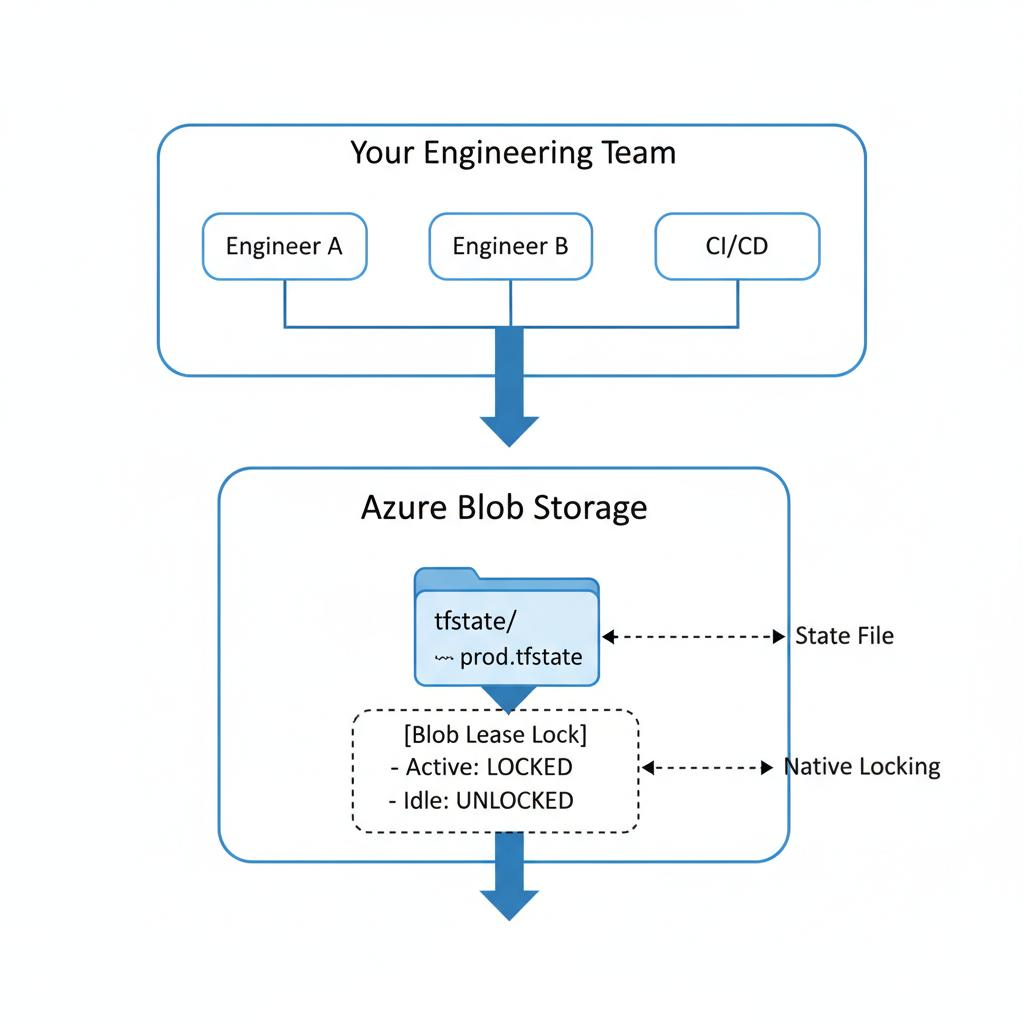 Your Engineering Team
Engineer A
Engineer B
CI/CD
Azure Blob Storage
tfstate/
prod.tfstate
State File
[Blob Lease Lock]
- Active: LOCKED
- Idle: UNLOCKED
Native Locking